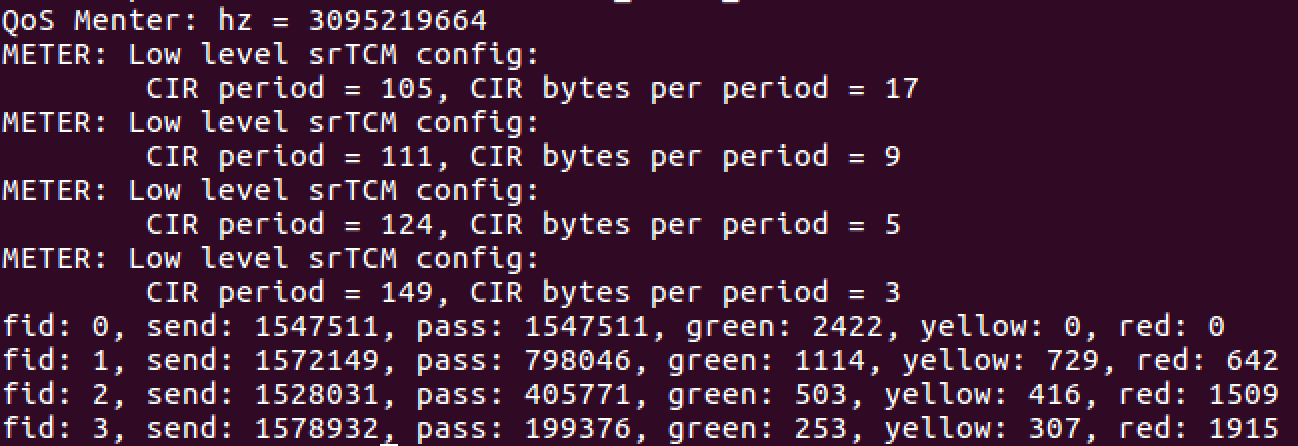 QoS Menter: hz = 3095219664
METER: Low level srTCM config:
CIR period = 105, CIR bytes per period = 17
METER: Low level srTCM config:
CIR period = 111, CIR bytes per period = 9
METER: Low level srTCM config:
CIR period = 124, CIR bytes per period = 5
METER: Low level srTCM config:
CIR period = 149, CIR bytes per period = 3
fid: 0, send: 1547511, pass: 1547511, green: 2422, yellow: 0, red: 0
fid: 1, send: 1572149, pass: 798046, green: 1114, yellow: 729, red: 642
fid: 2, send: 1528031, pass: 405771, green: 503, yellow: 416, red: 1509
fid: 3, send: 1578932, pass: 199376, green: 253, yellow: 307, red: 1915